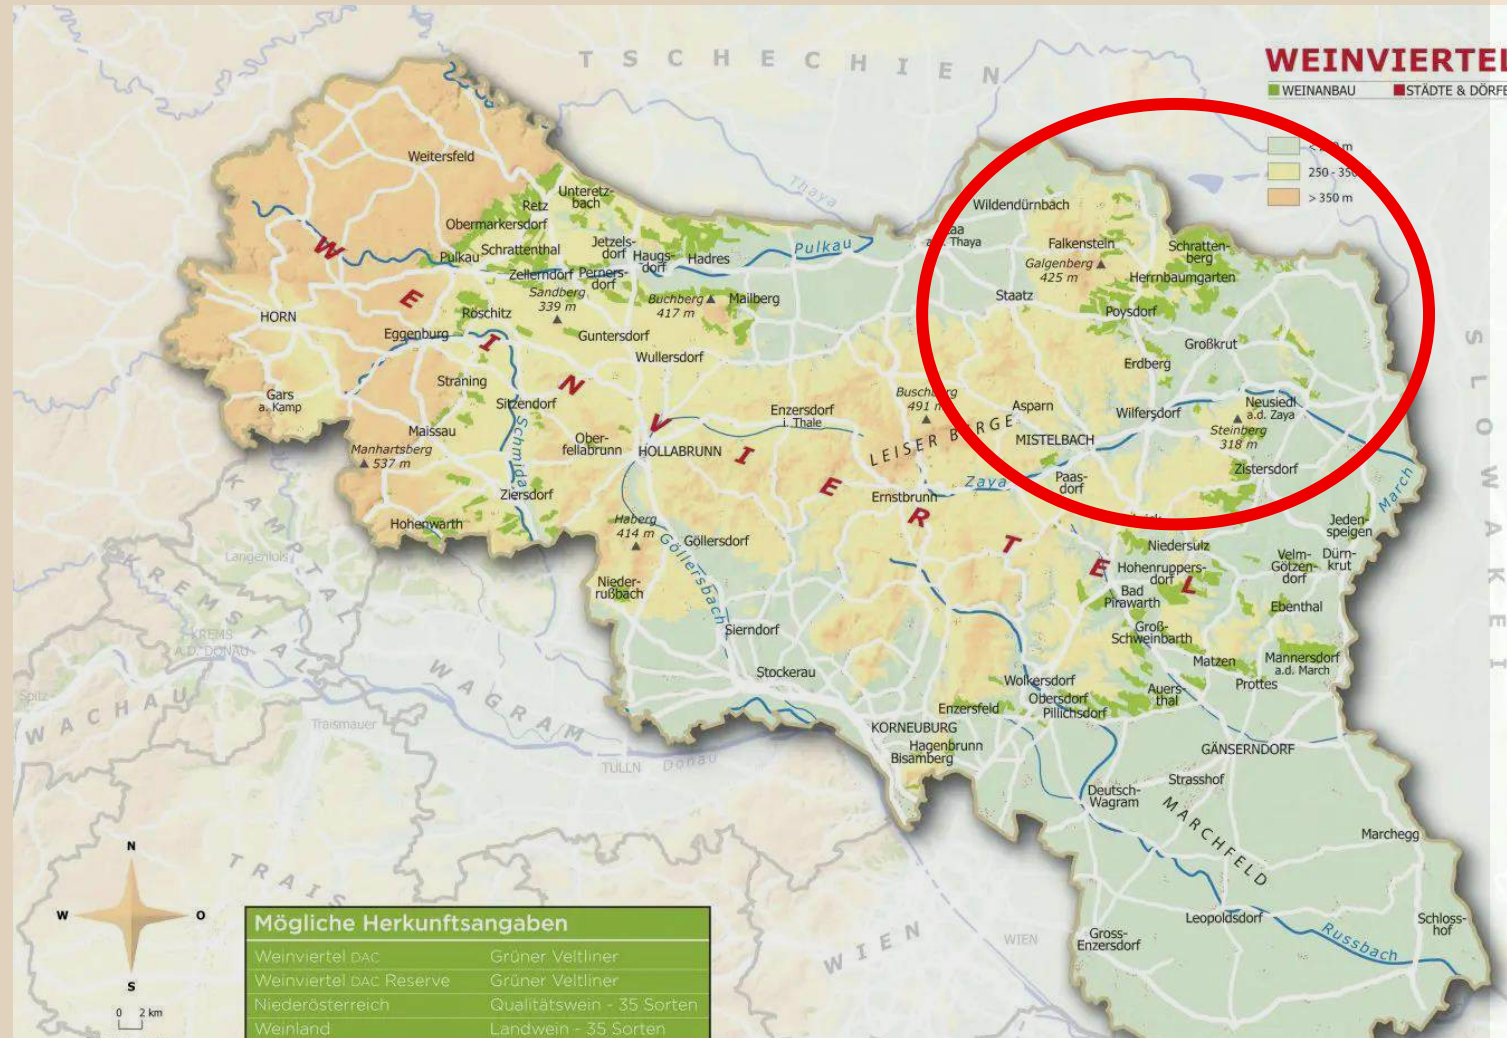 TSCHECHIEN
WEINVIERTEL
WEINANBAU
STÄDTE & DÖRFE
250 - 350
> 350 m
Weitersfeld
Unteretz-
bach
Retz
Obermarkersdorf
Pulkau
Schrattenthal
Jetzels-
dorf
Haugs-
dorf
Hadres
Pulkau
Thaya
Zellerndorf
Perners-
dorf
Sandberg
339 m
Buchberg
417 m
Mailberg
HORN
Eggenburg
Röschitz
Guntersdorf
Wullersdorf
Gars
a. Kamp
Straning
Sitzendorf
Maissau
Manhartsberg
537 m
Schmida
Ober-
fellabrunn
HOLLABRUNN
Enzersdorf
i. Thale
Ziersdorf
Hohenwarth
Haberg
414 m
Göllersdorf
Göllersbach
Nieder-
rußbach
Sierndorf
Stockerau
Wildendürnbach
a.d. Thaya
Falkenstein
Galgenberg
425 m
Schratten-
berg
Herrnbaumgarten
Staatz
Poysdorf
Großkrut
Erdberg
Buschberg
491 m
LEISER BERGE
Asparn
MISTELBACH
Wilfersdorf
Neusiedl
a.d. Zaya
Steinberg
318 m
Zistersdorf
Paas-
dorf
Zaya
Ernstbrunn
March
Jeden-
speigen
Niedersulz
Hohenruppers-
dorf
Velm-
Götzen-
dorf
Dürn-
krut
Bad
Pirawarth
Ebenthal
Groß-
Schweinbarth
Matzen
Mannersdorf
a.d. March
Prottes
Wolkersdorf
Obersdorf
Pillichsdorf
Auers-
thal
Enzersfeld
KORNEUBURG
Hagenbrunn
Bisamberg
GÄNSERNDORF
Strasshof
Deutsch-
Wagram
MARCHFELD
Marchegg
Leopoldsdorf
Gross-
Enzersdorf
Russbach
Schloss-
hof
WEINVIERTEL
SLOWAKEI
KAMPTAL
Langenlois
KREMSTAL
KREMS
A.D. DONAU
WACHAU
Spitz
WAGRAM
Traismauer
TULLN
Donau
TRAIS
WIEN
WIEN
N
W
O
S
0 2 km
Mögliche Herkunftsangaben
Weinviertel DAC Grüner Veltliner
Weinviertel DAC Reserve Grüner Veltliner
Niederösterreich Qualitätswein - 35 Sorten
Weinland Landwein - 35 Sorten